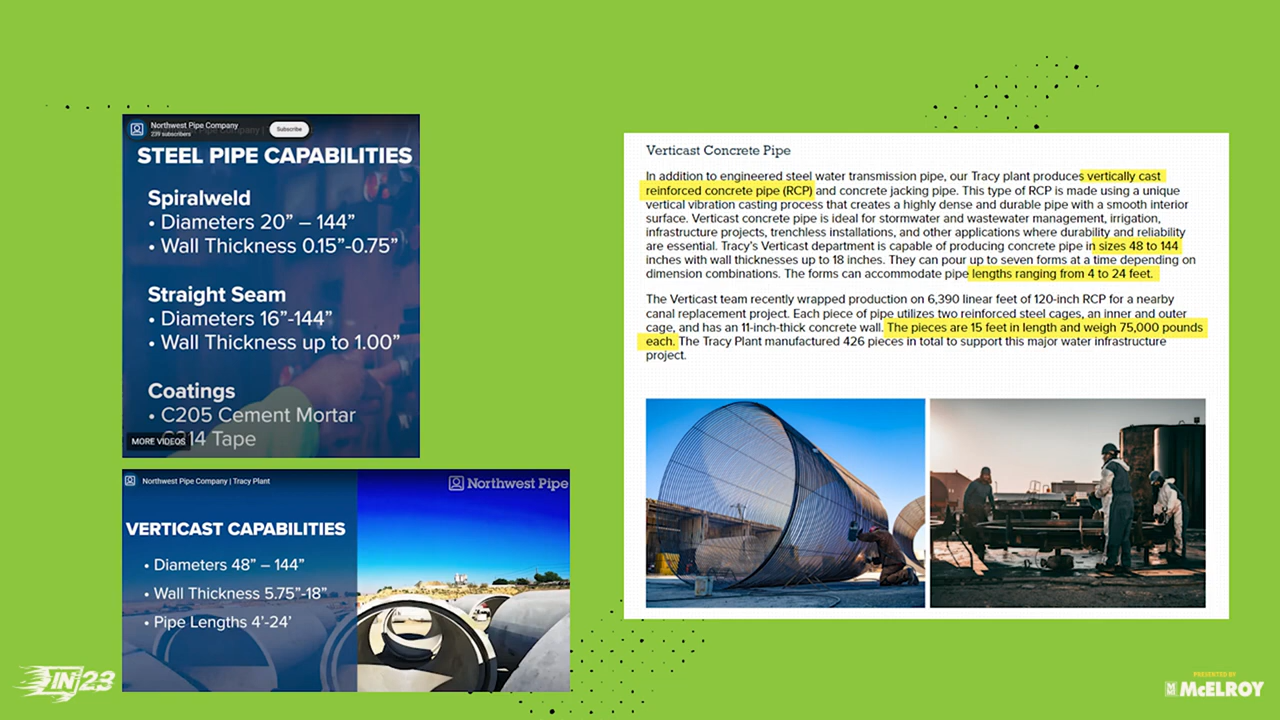 Northwest Pipe Company
239 subscribers
Subscribe
STEEL PIPE CAPABILITIES
Spiralweld
• Diameters 20” – 144”
• Wall Thickness 0.15”-0.75”
Straight Seam
• Diameters 16”-144”
• Wall Thickness up to 1.00”
Coatings
• C205 Cement Mortar
MORE VIDEOS
14 Tape
Northwest Pipe Company | Tracy Plant
Northwest Pipe
VERTICAST CAPABILITIES
• Diameters 48” – 144”
• Wall Thickness 5.75”-18”
• Pipe Lengths 4’-24’
Verticast Concrete Pipe
In addition to engineered steel water transmission pipe, our Tracy plant produces vertically cast
reinforced concrete pipe (RCP) and concrete jacking pipe. This type of RCP is made using a unique
vertical vibration casting process that creates a highly dense and durable pipe with a smooth interior
surface. Verticast concrete pipe is ideal for stormwater and wastewater management, irrigation,
infrastructure projects, trenchless installations, and other applications where durability and reliability
are essential. Tracy’s Verticast department is capable of producing concrete pipe in sizes 48 to 144
inches with wall thicknesses up to 18 inches. They can pour up to seven forms at a time depending on
dimension combinations. The forms can accommodate pipe lengths ranging from 4 to 24 feet.
The Verticast team recently wrapped production on 6,390 linear feet of 120-inch RCP for a nearby
canal replacement project. Each piece of pipe utilizes two reinforced steel cages, an inner and outer
cage, and has an 11-inch-thick concrete wall. The pieces are 15 feet in length and weigh 75,000 pounds
each. The Tracy Plant manufactured 426 pieces in total to support this major water infrastructure
project.
IN 23
PRESENTED BY
McELROY